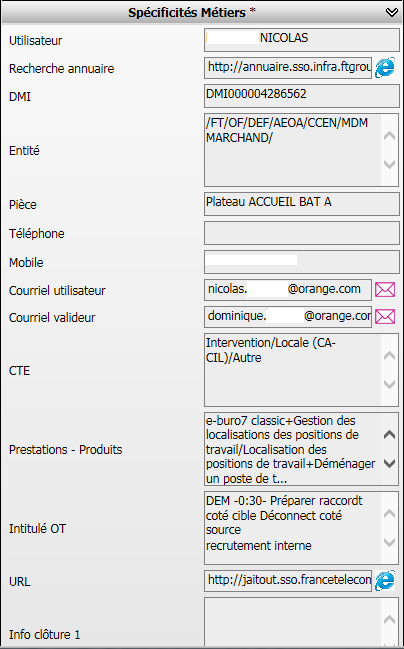 Spécificités Métiers *
Utilisateur NICOLAS
Recherche annuaire http://annuaire.sso.infra.ftgrou
DMI DMI000004286562
Entité /FT/OF/DEF/AEOA/CCEN/MDM
MARCHAND/
Pièce Plateau ACCUEIL BAT A
Téléphone
Mobile
Courriel utilisateur nicolas. @orange.com
Courriel valideur dominique. @orange.cor
CTE Intervention/Locale (CA-
CIL)/Autre
Prestations - Produits e-buro7 classic+Gestion des
localisations des positions de
travail/Localisation des
positions de travail+Déménager
un poste de t...
Intitulé OT DEM -0:30- Préparer raccordt
coté cible Déconnect coté
source
recrutement interne
URL http://jaitout.sso.francetelecon
Info clôture 1